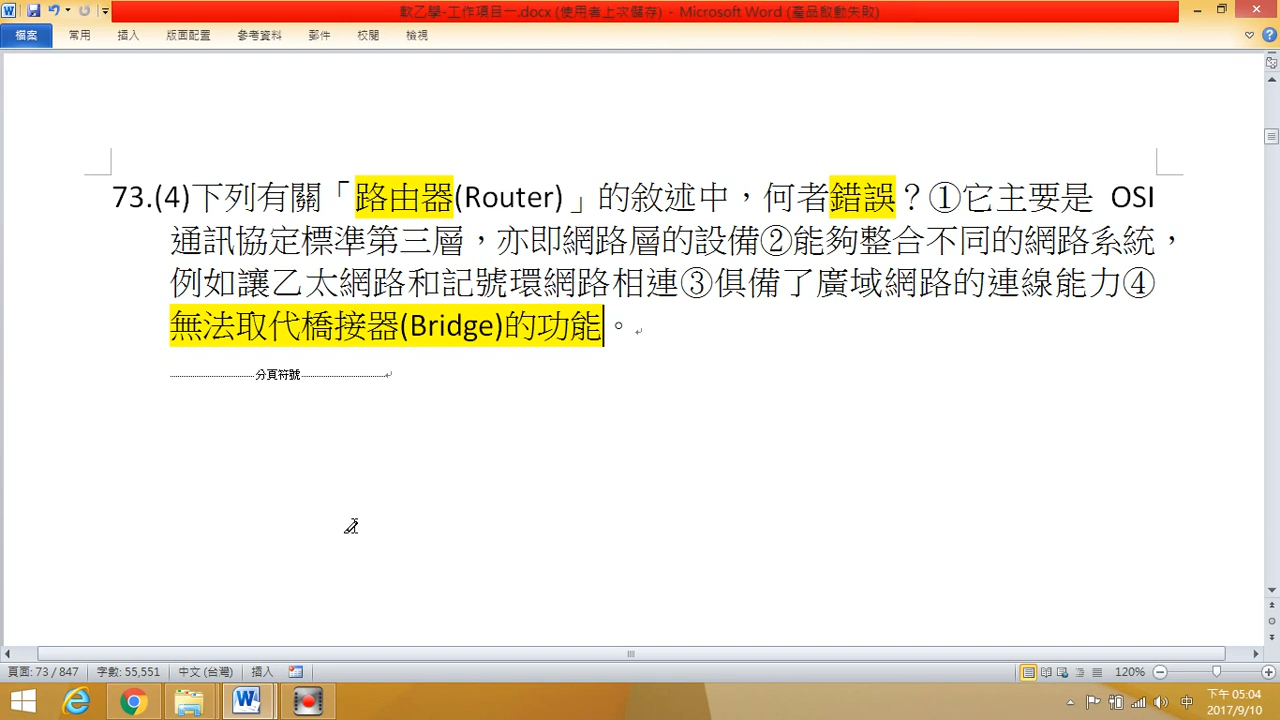 軟乙學-工作項目一.docx (使用者上次儲存) - Microsoft Word (產品啟動失敗)
檔案 常用 插入 版面配置 參考資料 郵件 校閱 檢視
73.(4)下列有關「路由器(Router)」的敘述中，何者錯誤？①它主要是 OSI
通訊協定標準第三層，亦即網路層的設備②能夠整合不同的網路系統，
例如讓乙太網路和記號環網路相連③俱備了廣域網路的連線能力④
無法取代橋接器(Bridge)的功能。
分頁符號
頁面: 73 / 847 字數: 55,551 中文 (台灣) 插入 120%
中 下午 05:04
2017/9/10